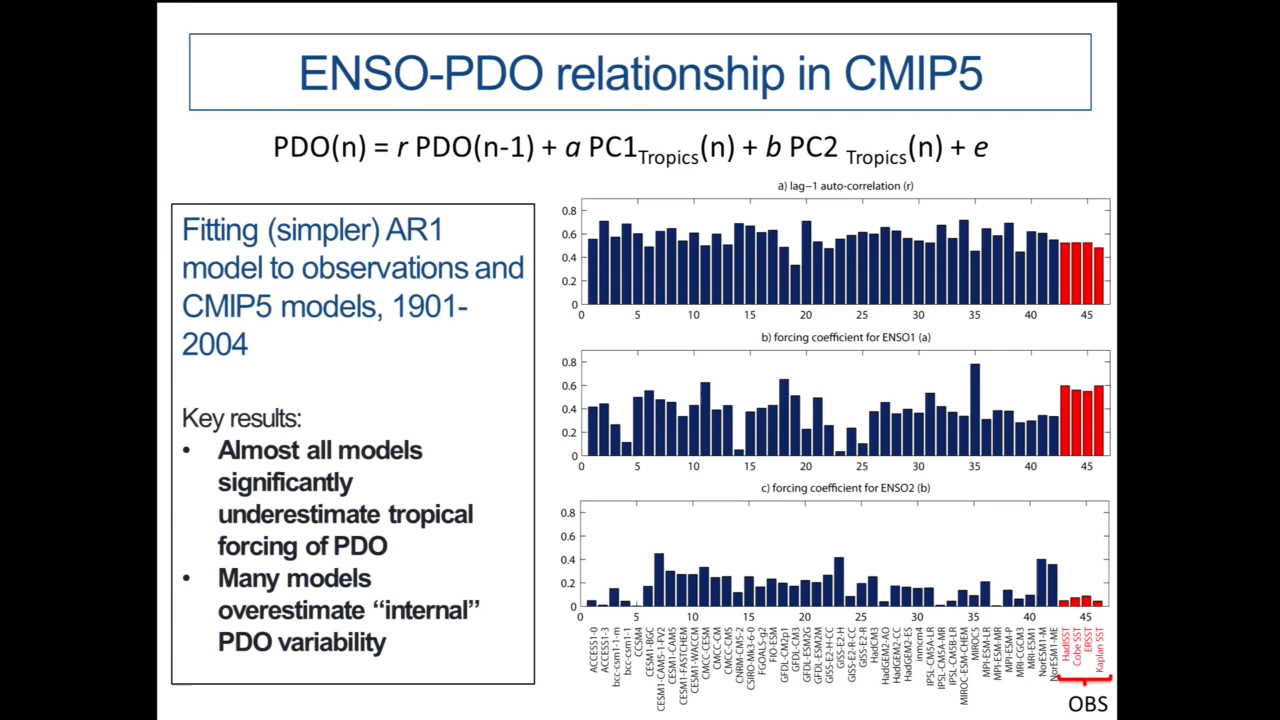 ENSO-PDO relationship in CMIP5
PDO(n) = r PDO(n-1) + a PC1Tropics(n) + b PC2 Tropics(n) + e
Fitting (simpler) AR1
model to observations and
CMIP5 models, 1901-
2004
Key results:
• Almost all models
significantly
underestimate tropical
forcing of PDO
• Many models
overestimate “internal”
PDO variability
a) lag−1 auto-correlation (r)
0.8
0.6
0.4
0.2
0
0 5 10 15 20 25 30 35 40 45
b) forcing coefficient for ENSO1 (a)
0.8
0.6
0.4
0.2
0
0 5 10 15 20 25 30 35 40 45
c) forcing coefficient for ENSO2 (b)
0.8
0.4
0.2
0
0 5 10 15 20 25 30 35 40 45
ACCESS1-0
ACCESS1-3
bcc-csm1-1-m
bcc-csm1-1
CCSM4
CESM1-BGC
CESM1-CAM5-1-FV2
CESM1-CAM5
CESM1-FASTCHEM
CESM1-WACCM
CMCC-CESM
CMCC-CM
CMCC-CMS
CNRM-CM5-2
CSIRO-Mk3-6-0
FGOALS-g2
FIO-ESM
GFDL-CM2p1
GFDL-CM3
GFDL-ESM2G
GFDL-ESM2M
GISS-E2-H-CC
GISS-E2-H
GISS-E2-R-CC
GISS-E2-R
HadCM3
HadGEM2-AO
HadGEM2-CC
HadGEM2-ES
inmcm4
IPSL-CM5A-LR
IPSL-CM5A-MR
IPSL-CM5B-LR
MIROC-ESM-CHEM
MIROC5
MPI-ESM-LR
MPI-ESM-MR
MPI-ESM-P
MRI-CGCM3
MRI-ESM1
NorESM1-M
NorESM1-ME
HadISST
Cobe SST
ERSST
Kaplan SST
OBS